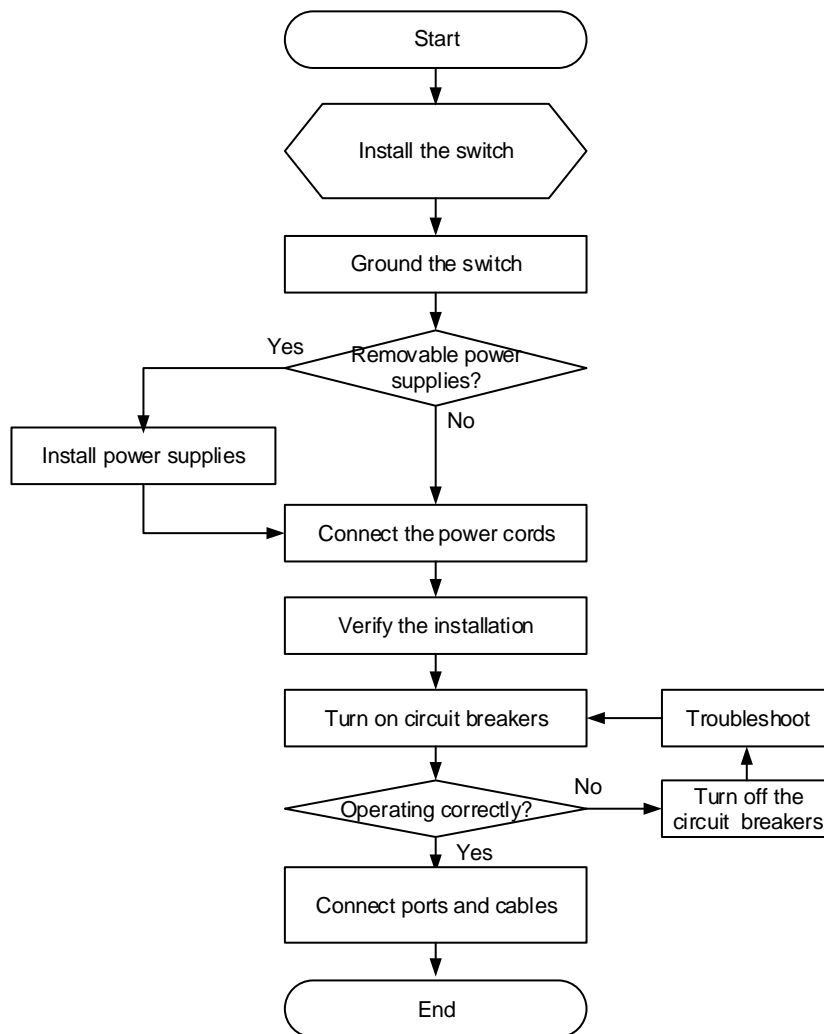 Start
Install the switch
Ground the switch
Yes
Removable power
supplies?
No
Install power supplies
Connect the power cords
Verify the installation
Turn on circuit breakers
Troubleshoot
Operating correctly?
No
Turn off the
circuit breakers
Yes
Connect ports and cables
End